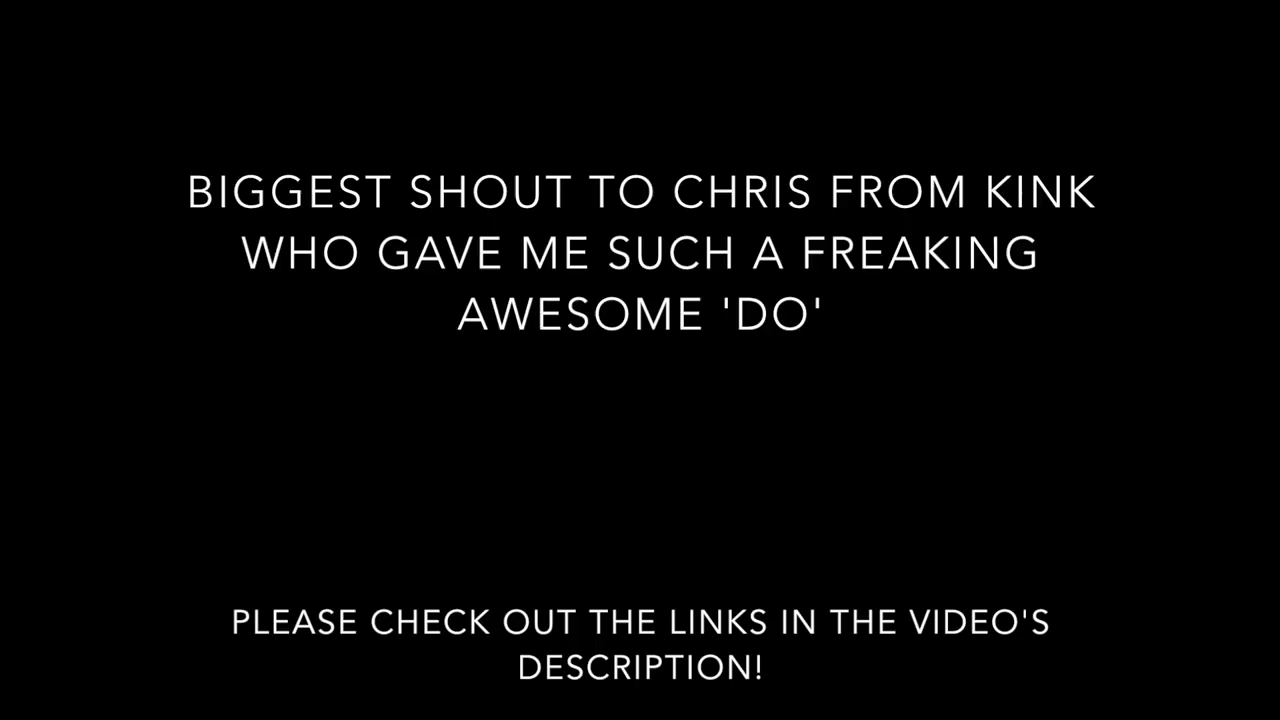 BIGGEST SHOUT TO CHRIS FROM KINK
WHO GAVE ME SUCH A FREAKING
AWESOME 'DO'
PLEASE CHECK OUT THE LINKS IN THE VIDEO'S
DESCRIPTION!